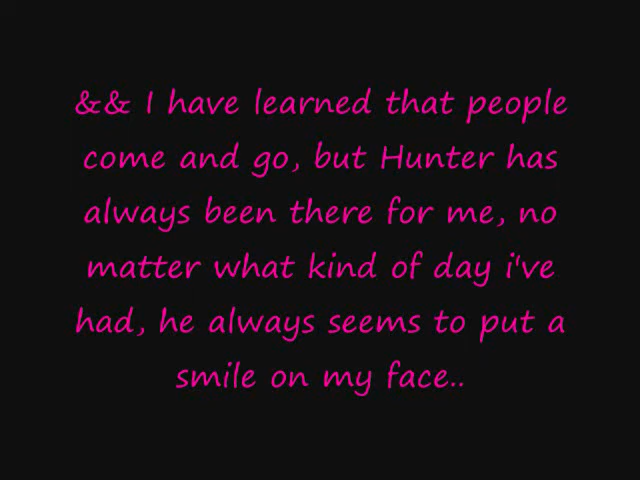 && I have learned that people
come and go, but Hunter has
always been there for me, no
matter what kind of day i've
had, he always seems to put a
smile on my face..